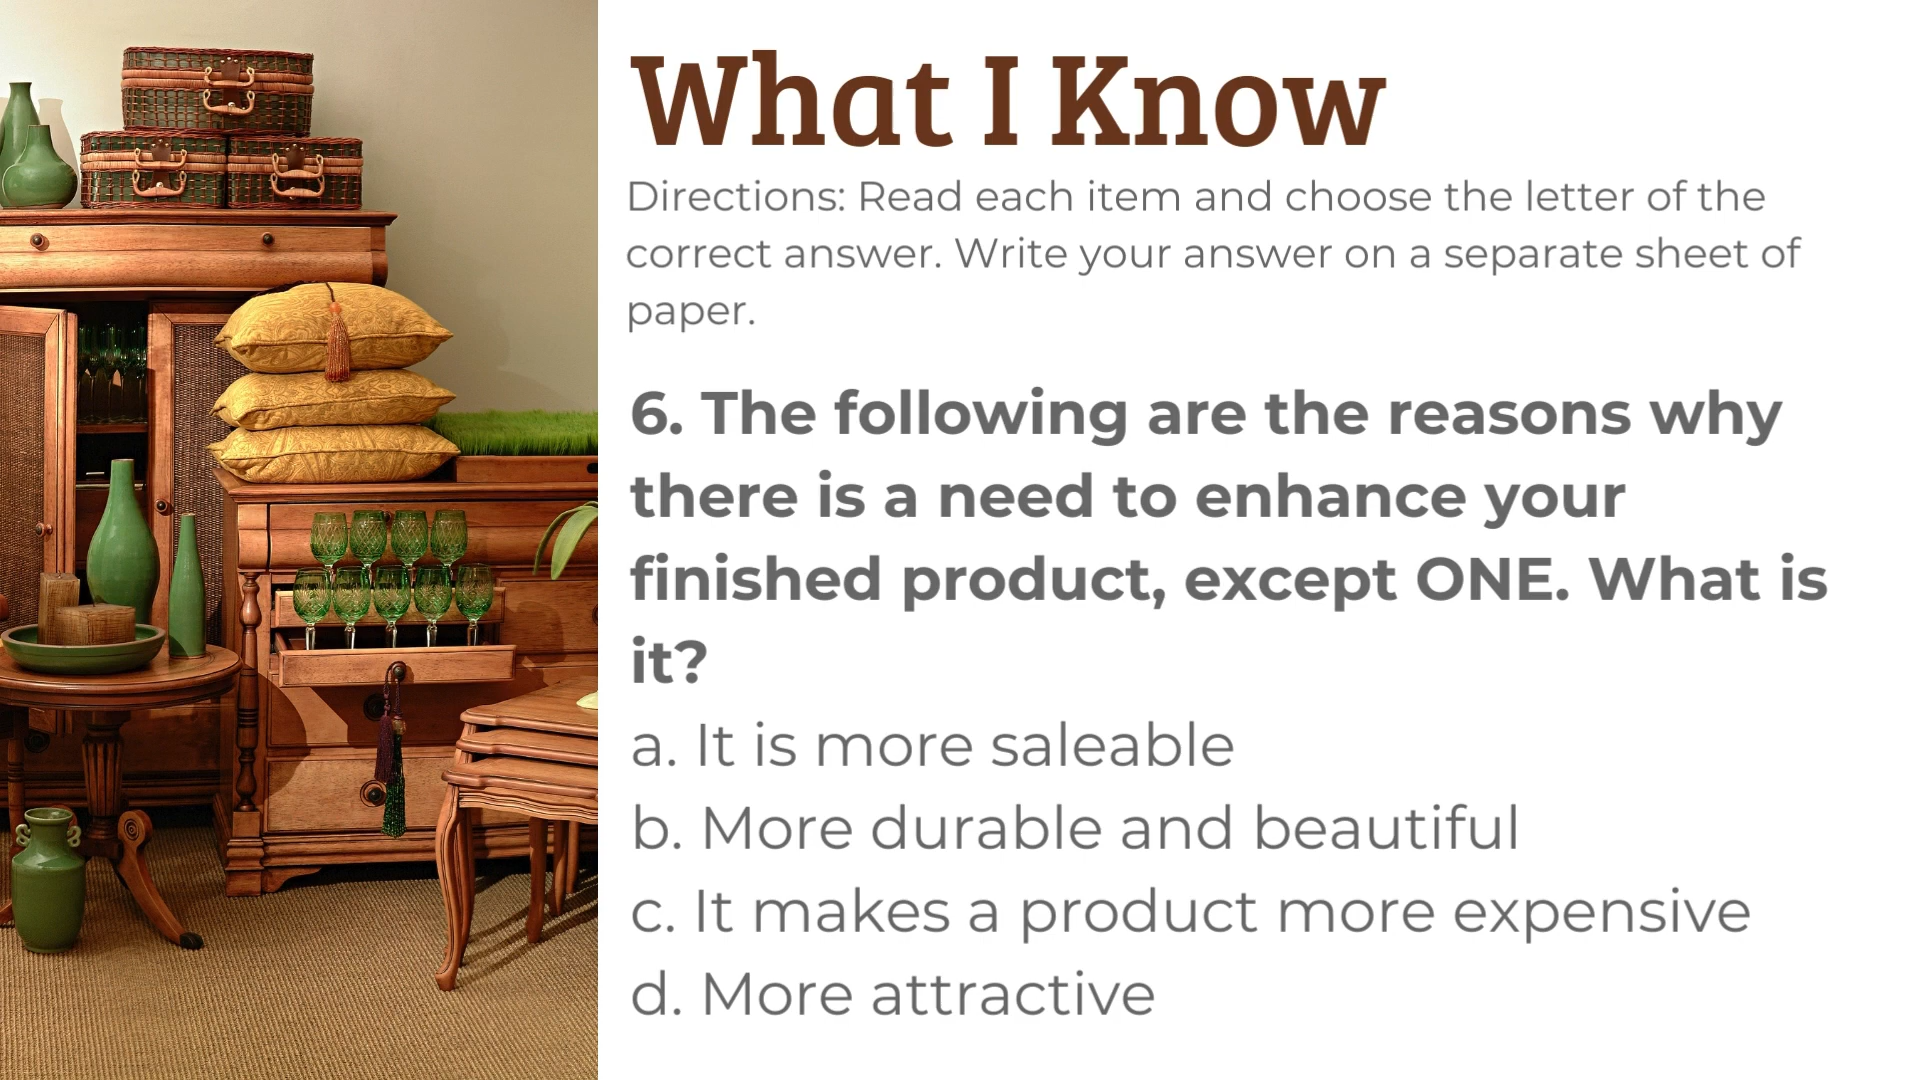 What I Know
Directions: Read each item and choose the letter of the
correct answer. Write your answer on a separate sheet of
paper.
6. The following are the reasons why
there is a need to enhance your
finished product, except ONE. What is
it?
a. It is more saleable
b. More durable and beautiful
c. It makes a product more expensive
d. More attractive